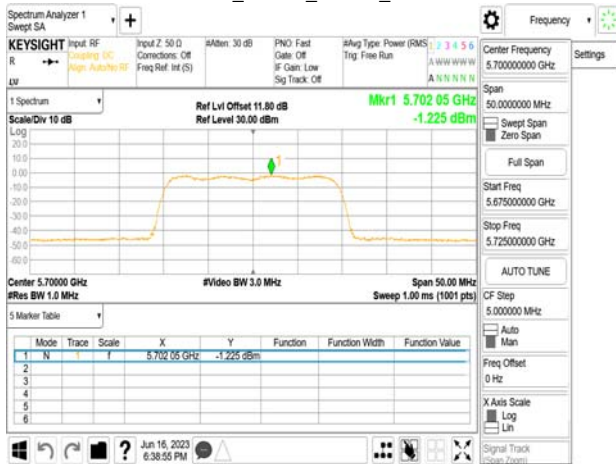 Spectrum Analyzer 1
Swept SA
+
Frequency
KEYSIGHT
R
LV
Input: RF
Coupling: DC
Align: Auto/No RF
Input Z: 50 Ω
Corrections: Off
Freq Ref: Int (S)
#Atten: 30 dB
PNO: Fast
Gate: Off
IF Gain: Low
Sig Track: Off
#Avg Type: Power (RMS
Trig: Free Run
1 2 3 4 5 6
A W W W W W
A N N N N N
1 Spectrum
Scale/Div 10 dB
Ref Lvl Offset 11.80 dB
Ref Level 30.00 dBm
Mkr1 5.702 05 GHz
-1.225 dBm
Log
20.0
10.0
0.00
-10.0
-20.0
-30.0
-40.0
-50.0
-60.0
1
Center 5.70000 GHz
#Res BW 1.0 MHz
#Video BW 3.0 MHz
Span 50.00 MHz
Sweep 1.00 ms (1001 pts)
5 Marker Table
Mode Trace Scale X Y Function Function Width Function Value
1 N 1 f 5.702 05 GHz -1.225 dBm
2
3
4
5
6
?
Jun 16, 2023
6:38:55 PM
Center Frequency
5.700000000 GHz
Settings
Span
50.0000000 MHz
Swept Span
Zero Span
Full Span
Start Freq
5.675000000 GHz
Stop Freq
5.725000000 GHz
AUTO TUNE
CF Step
5.000000 MHz
Auto
Man
Freq Offset
0 Hz
X Axis Scale
Log
Lin
Signal Track
(Span Zoom)